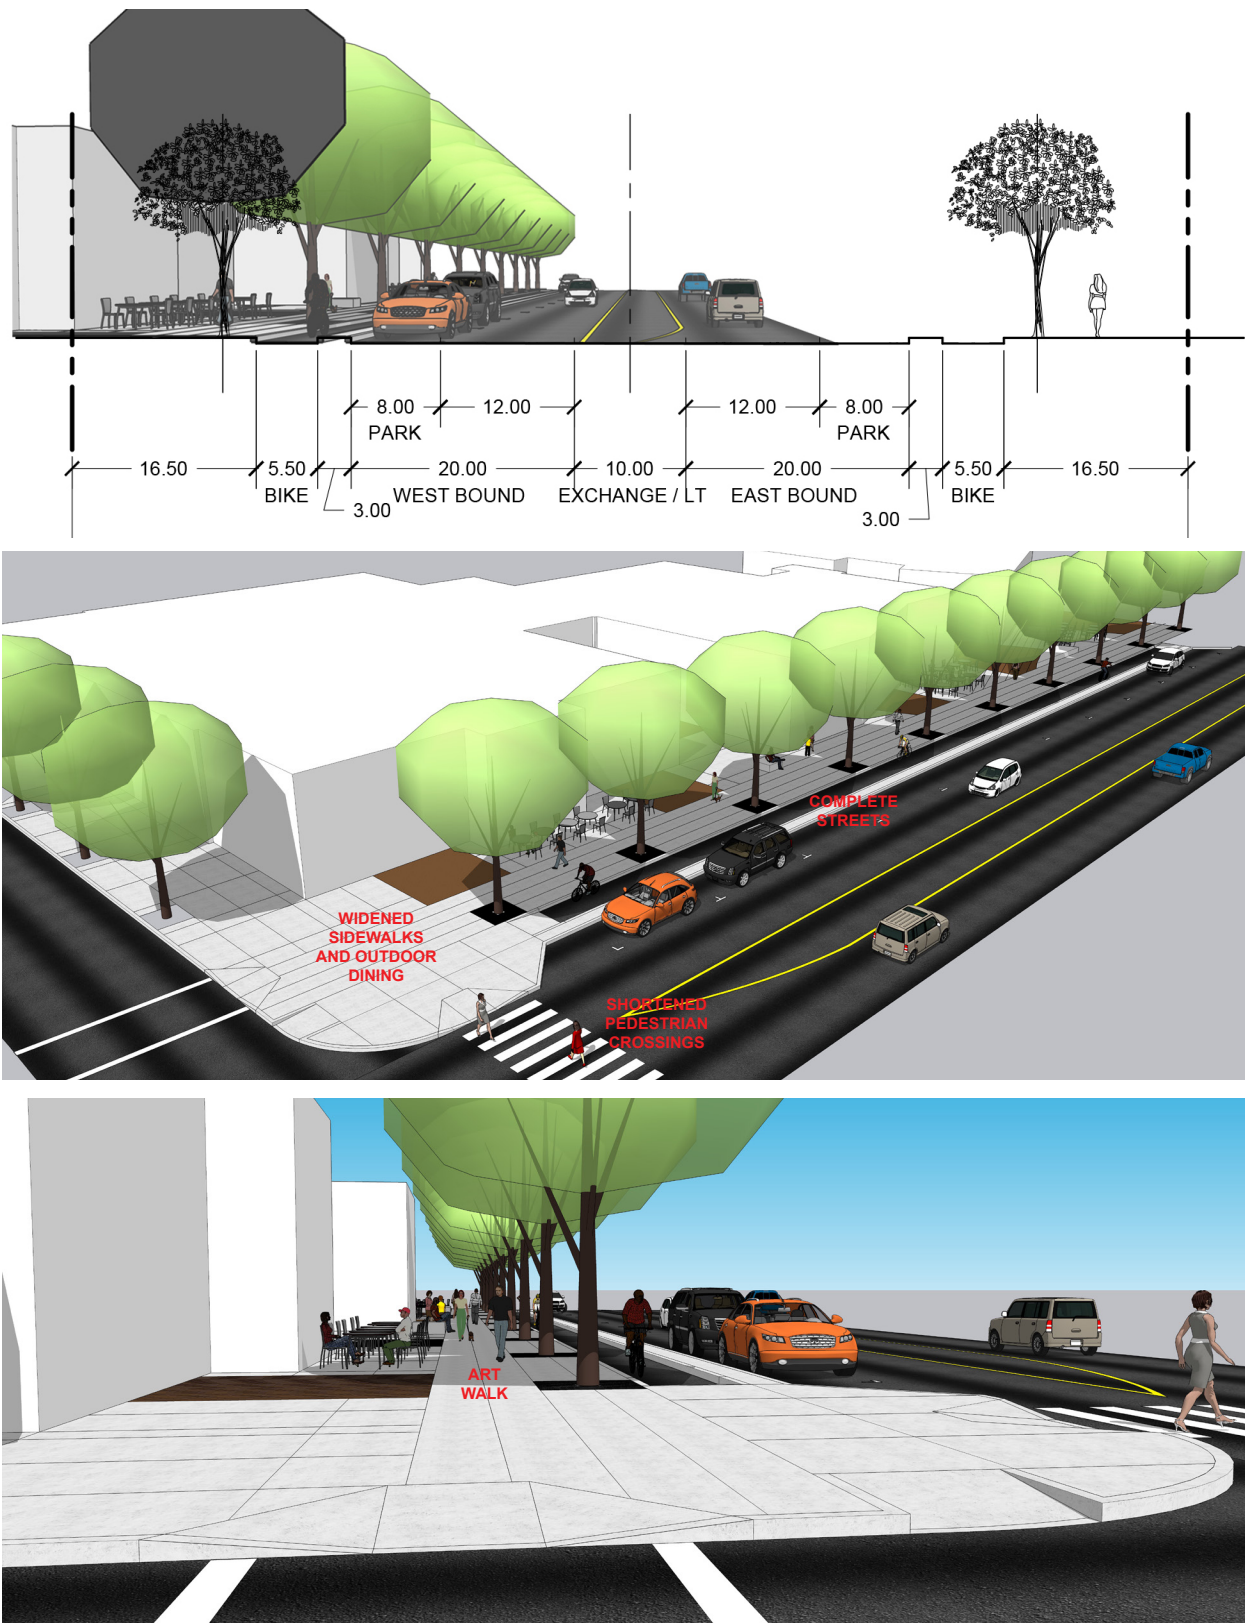 8.00 12.00 12.00 8.00
PARK PARK
16.50 5.50 20.00 10.00 20.00 5.50 16.50
BIKE WEST BOUND EXCHANGE / LT EAST BOUND BIKE
3.00 3.00
COMPLETE
STREETS
WIDENED
SIDEWALKS
AND OUTDOOR
DINING
SHORTENED
PEDESTRIAN
CROSSINGS
ART
WALK